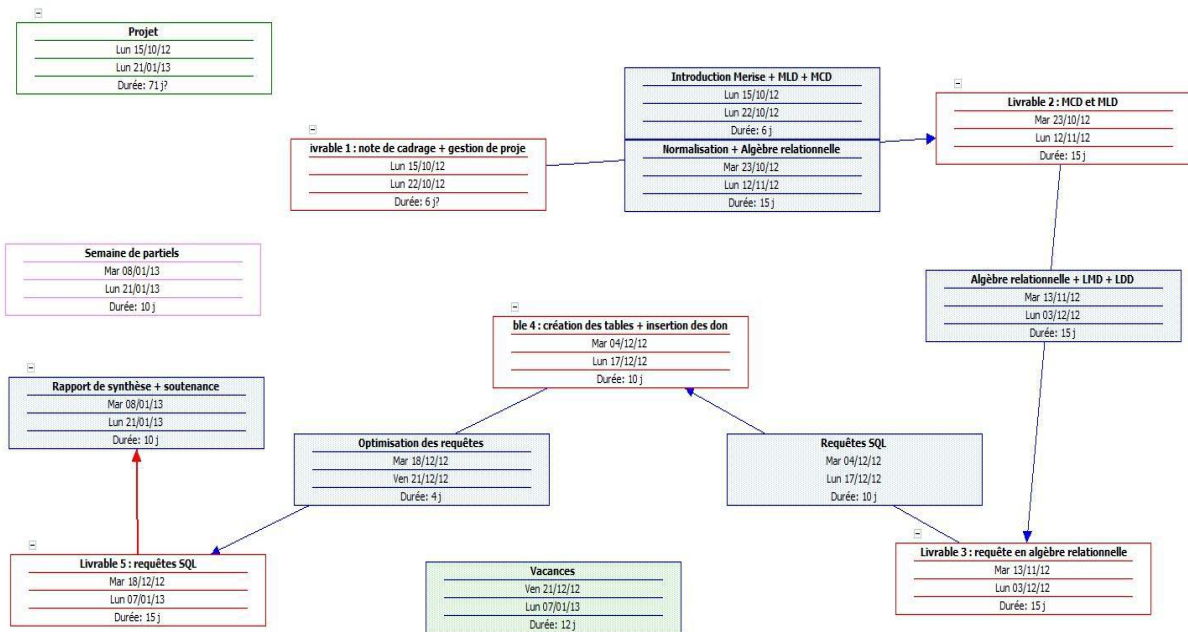 Projet
Lun 15/10/12
Lun 21/01/13
Durée: 71 j?
Introduction Merise + MLD + MCD
Lun 15/10/12
Lun 22/10/12
Durée: 6 j
Livrable 2 : MCD et MLD
Mar 23/10/12
Lun 12/11/12
Durée: 15 j
ivrable 1 : note de cadrage + gestion de proje
Lun 15/10/12
Lun 22/10/12
Durée: 6 j?
Normalisation + Algèbre relationnelle
Mar 23/10/12
Lun 12/11/12
Durée: 15 j
Semaine de partiels
Mar 08/01/13
Lun 21/01/13
Durée: 10 j
Algèbre relationnelle + LMD + LDD
Mar 13/11/12
Lun 03/12/12
Durée: 15 j
ble 4 : création des tables + insertion des don
Mar 04/12/12
Lun 17/12/12
Durée: 10 j
Rapport de synthèse + soutenance
Mar 08/01/13
Lun 21/01/13
Durée: 10 j
Optimisation des requêtes
Mar 18/12/12
Ven 21/12/12
Durée: 4 j
Requêtes SQL
Mar 04/12/12
Lun 17/12/12
Durée: 10 j
Livrable 5 : requêtes SQL
Mar 18/12/12
Lun 07/01/13
Durée: 15 j
Vacances
Ven 21/12/12
Lun 07/01/13
Durée: 12 j
Livrable 3 : requête en algèbre relationnelle
Mar 13/11/12
Lun 03/12/12
Durée: 15 j